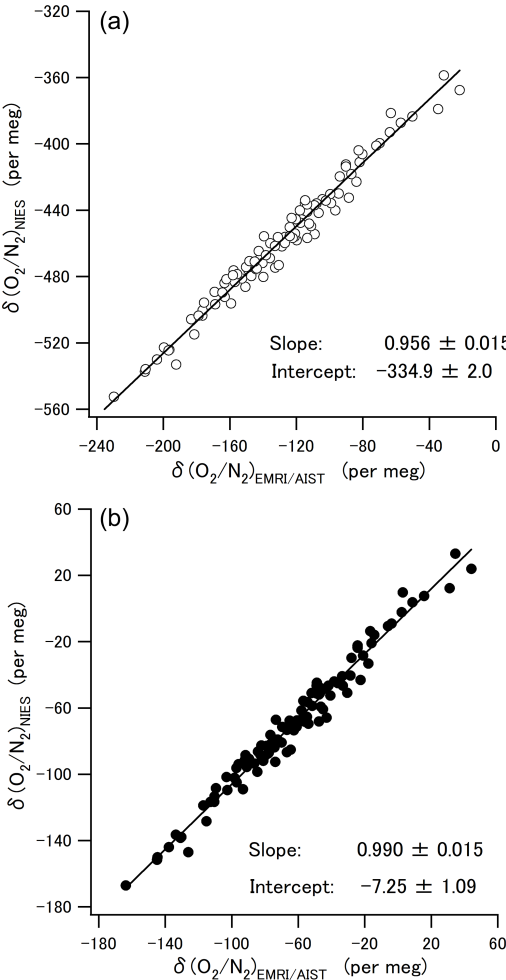 (a)
−320
−360
−400
−440
−480
−520
−560
δ (O2/N2)NIES (per meg)
Slope: 0.956 ± 0.015
Intercept: −334.9 ± 2.0
−240 −200 −160 −120 −80 −40 0
δ (O2/N2)EMRI/AIST (per meg)
(b)
60
20
−20
−60
−100
−140
−180
δ (O2/N2)NIES (per meg)
Slope: 0.990 ± 0.015
Intercept: −7.25 ± 1.09
−180 −140 −100 −60 −20 20 60
δ (O2/N2)EMRI/AIST (per meg)